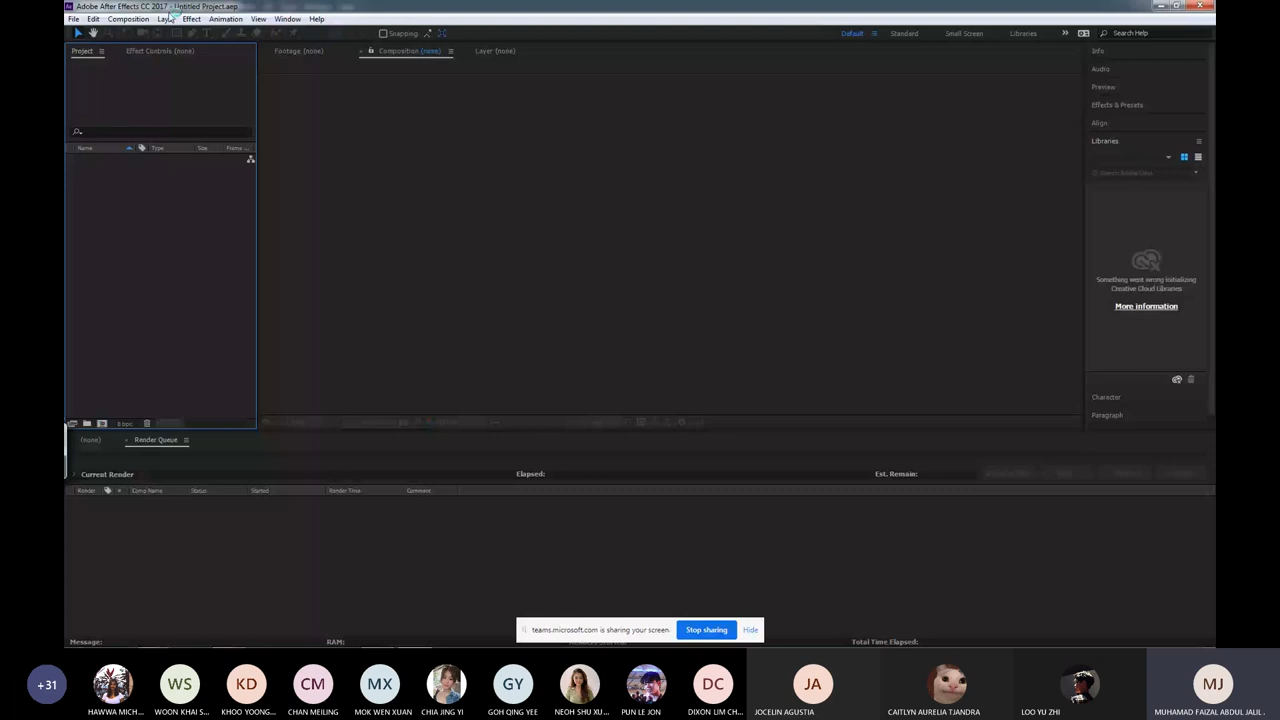 Adobe After Effects CC 2017 - Untitled Project.aep
File Edit Composition Effect Animation View Window Help
Snapping
Default Standard Small Screen Libraries
Search Help
Project Effect Controls (none)
Footage (none) Composition (none) Layer (none)
Info
Audio
Preview
Effects & Presets
Align
Libraries
Name Type Size Frame ...
Something went wrong initializing
Creative Cloud Libraries
More information
Character
Paragraph
8 bpc
(none) Render Queue
Current Render Elapsed: Est. Remain:
Render # Comp Name Status Started Render Time Comment
teams.microsoft.com is sharing your screen. Stop sharing Hide
Message: RAM: Total Time Elapsed:
+31 WS KD CM MX GY DC JA MJ
HAWWA MICH... WOON KHAI S... KHOO YOONG... CHAN MEILING MOK WEN XUAN CHIA JING YI GOH QING YEE NEOH SHU XU... PUN LE JON DIXON LIM CH... JOCELIN AGUSTIA CAITLYN AURELIA TJANDRA LOO YU ZHI MUHAMAD FAIZAL ABDUL JALIL ...